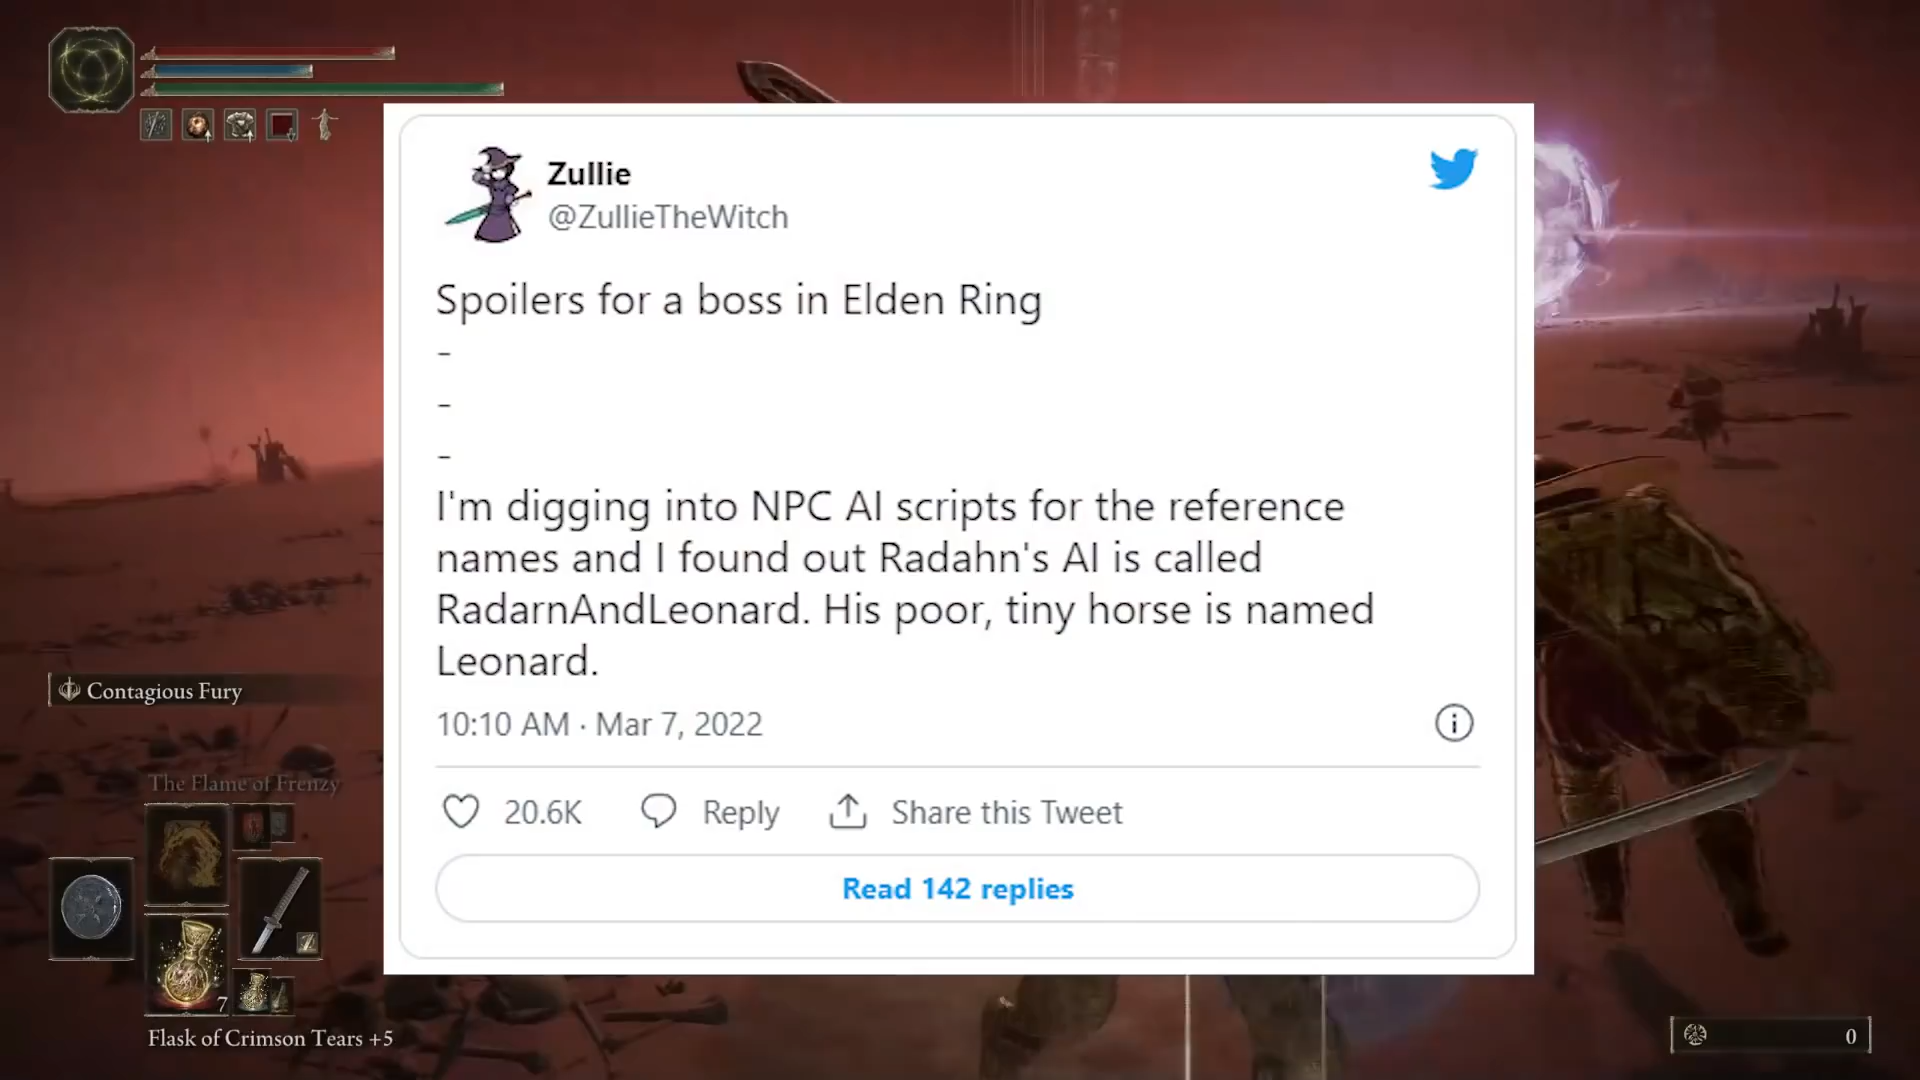 Zullie
@ZullieTheWitch
Spoilers for a boss in Elden Ring
-
-
-
I'm digging into NPC AI scripts for the reference
names and I found out Radahn's AI is called
RadarnAndLeonard. His poor, tiny horse is named
Leonard.
10:10 AM · Mar 7, 2022
20.6K Reply Share this Tweet
Read 142 replies
Contagious Fury
The Flame of Frenzy
7
Flask of Crimson Tears +5
0